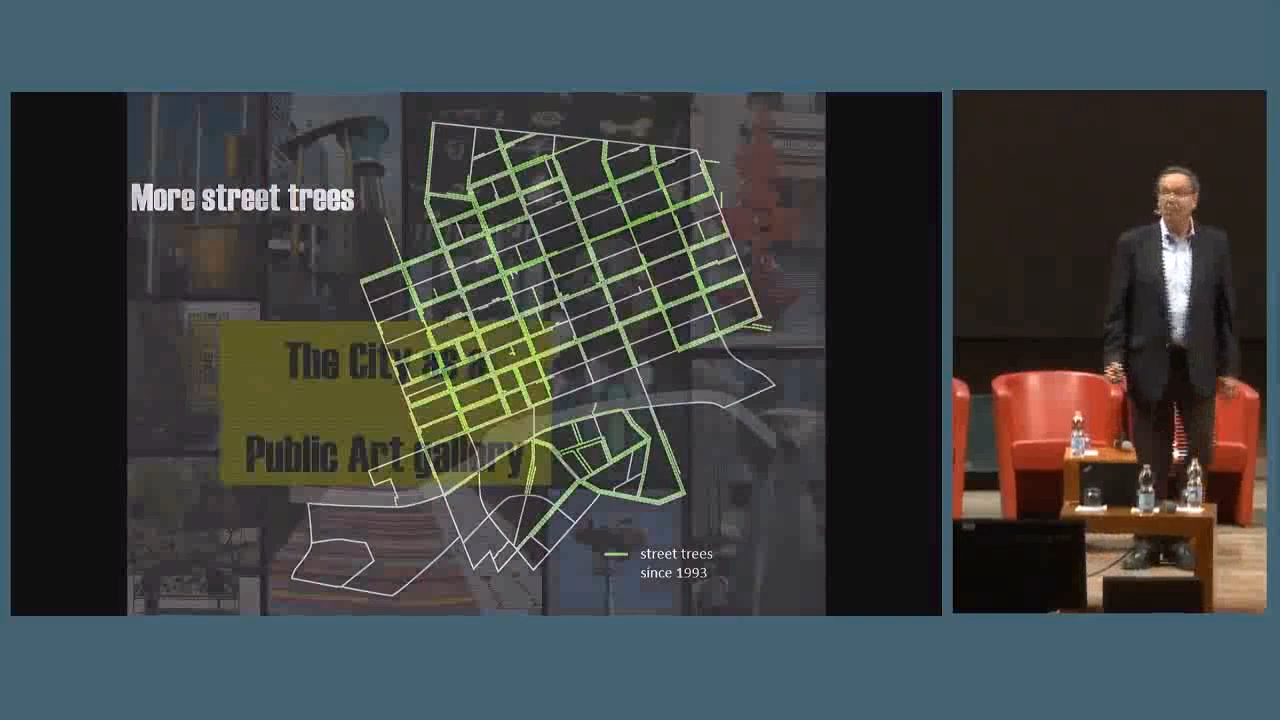 More street trees
The City as a
Public Art gallery
street trees
since 1993